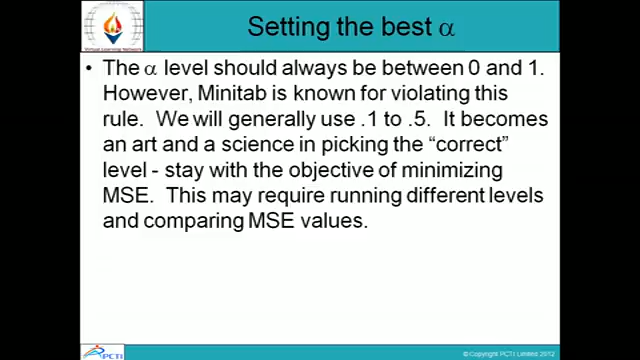 Setting the best α
Virtual Learning Network
• The α level should always be between 0 and 1.
However, Minitab is known for violating this
rule. We will generally use .1 to .5. It becomes
an art and a science in picking the “correct”
level - stay with the objective of minimizing
MSE. This may require running different levels
and comparing MSE values.
PCTI
© Copyright PCTI Limited 2012